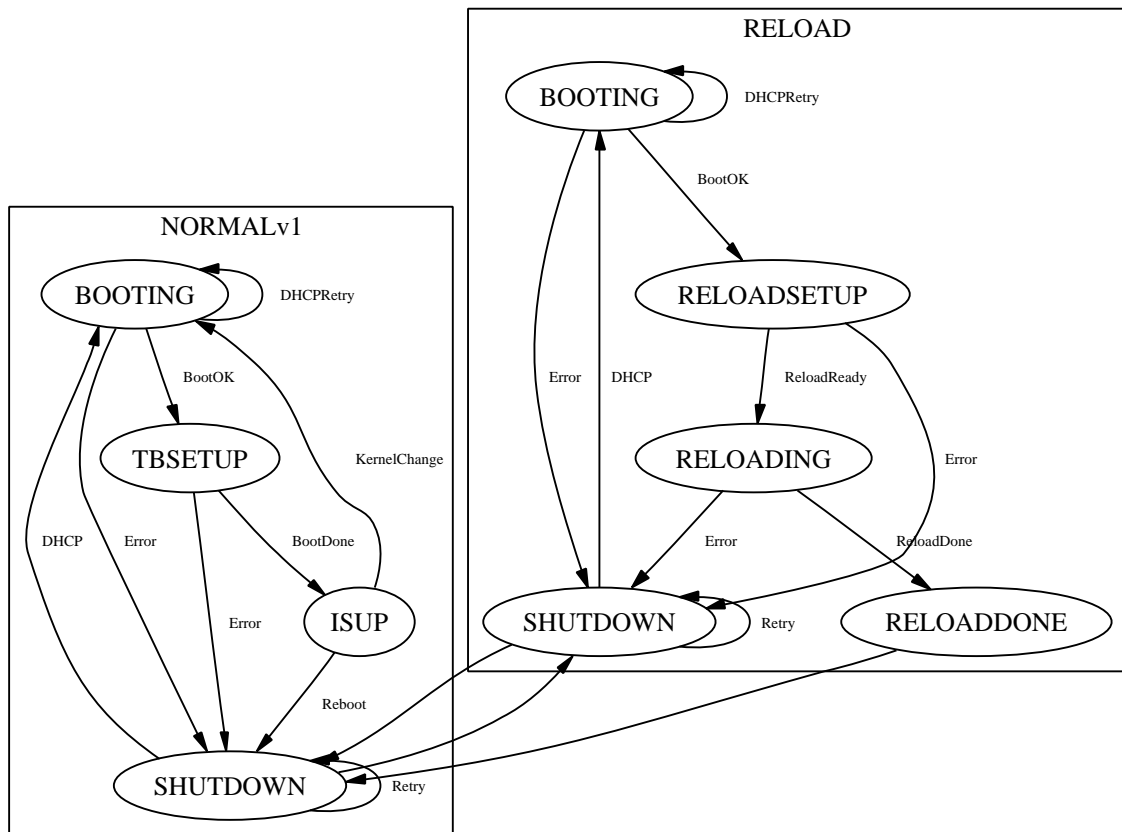 RELOAD
BOOTING
DHCPRetry
BootOK
NORMALv1
BOOTING
DHCPRetry
RELOADSETUP
BootOK
Error
DHCP
ReloadReady
TBSETUP
KernelChange
RELOADING
Error
DHCP
Error
BootDone
Error
ReloadDone
Error
ISUP
SHUTDOWN
Retry
RELOADDONE
Reboot
SHUTDOWN
Retry